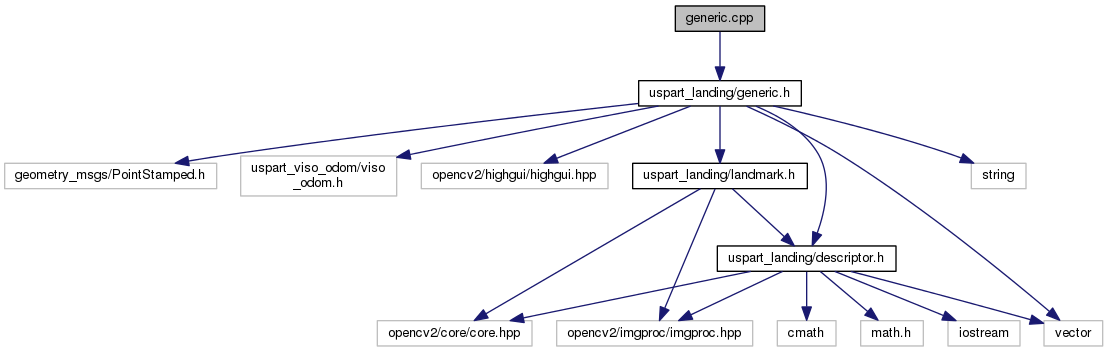 generic.cpp
uspart_landing/generic.h
geometry_msgs/PointStamped.h
uspart_viso_odom/viso
_odom.h
opencv2/highgui/highgui.hpp
uspart_landing/landmark.h
string
uspart_landing/descriptor.h
opencv2/core/core.hpp
opencv2/imgproc/imgproc.hpp
cmath
math.h
iostream
vector